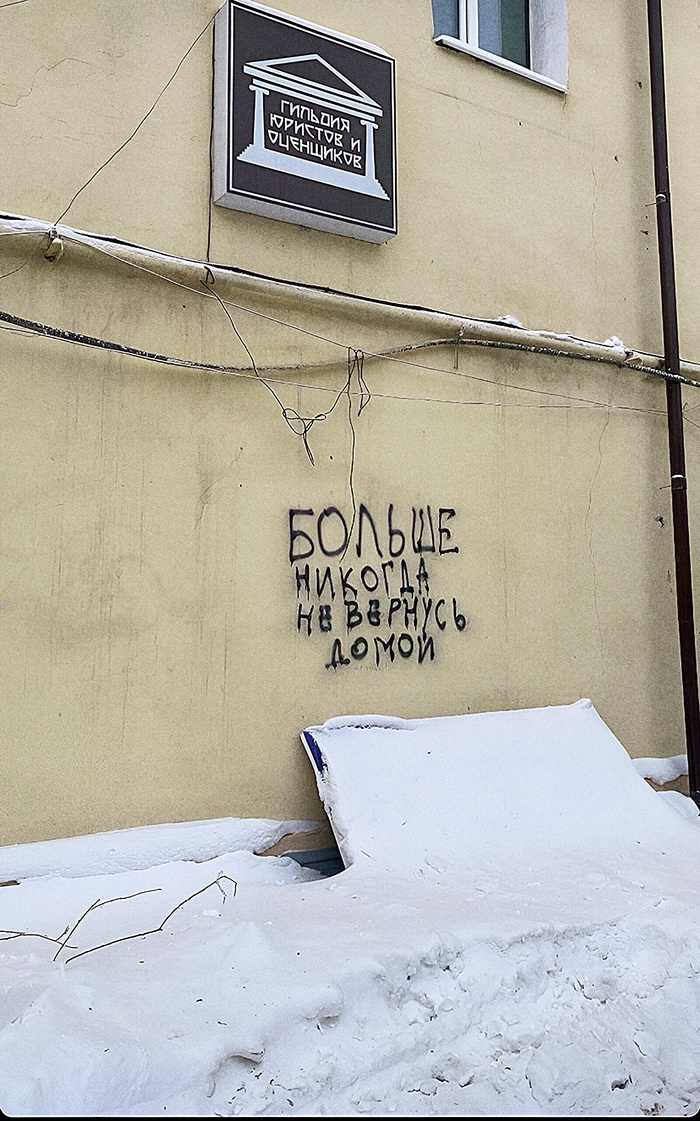 ГИЛЬДИЯ
ЮРИСТОВ И
ОЦЕНЩИКОВ
БОЛЬШЕ
НИКОГДА
НЕ ВЕРНУСЬ
ДОМОЙ